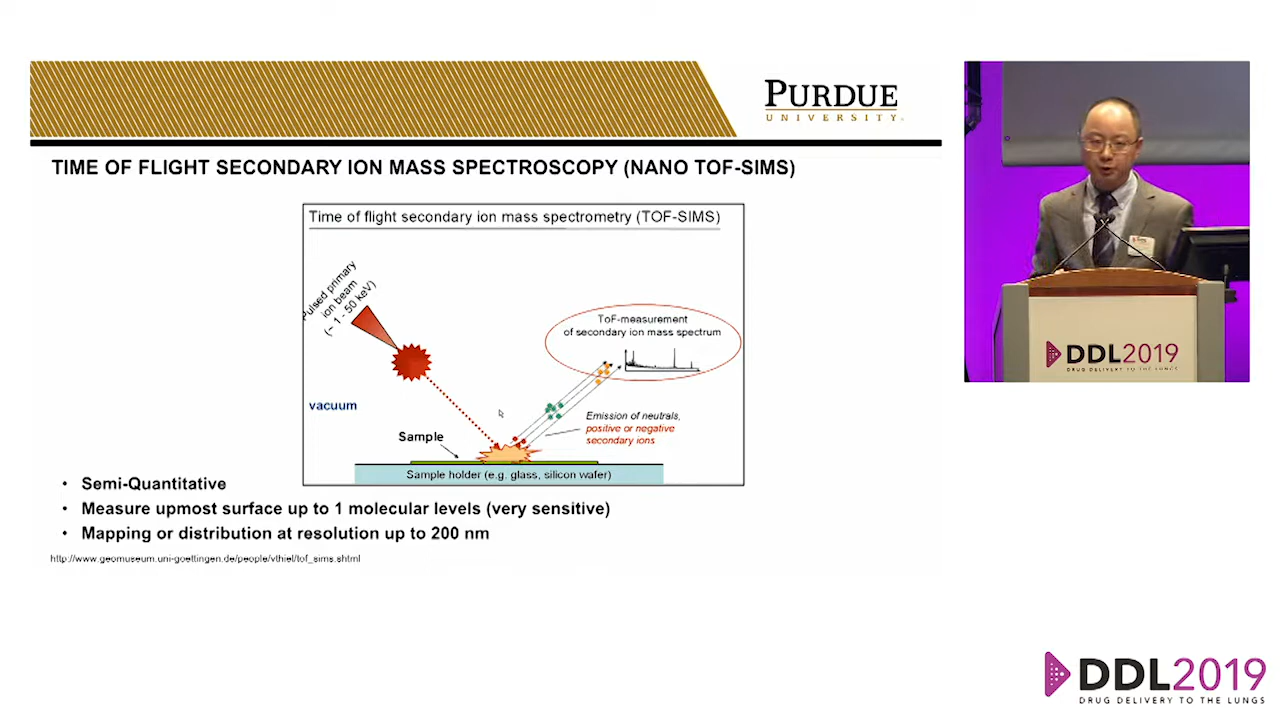 PURDUE
UNIVERSITY
TIME OF FLIGHT SECONDARY ION MASS SPECTROSCOPY (NANO TOF-SIMS)
Time of flight secondary ion mass spectrometry (TOF-SIMS)
Pulsed primary
ion beam
(~ 1 - 50 keV)
ToF-measurement
of secondary ion mass spectrum
vacuum
Emission of neutrals,
positive or negative
secondary ions
Sample
Sample holder (e.g. glass, silicon wafer)
• Semi-Quantitative
• Measure upmost surface up to 1 molecular levels (very sensitive)
• Mapping or distribution at resolution up to 200 nm
http://www.geomuseum.uni-goettingen.de/people/vthiel/tof_sims.shtml
DDL2019
DRUG DELIVERY TO THE LUNGS
DDL2019
DRUG DELIVERY TO THE LUNGS